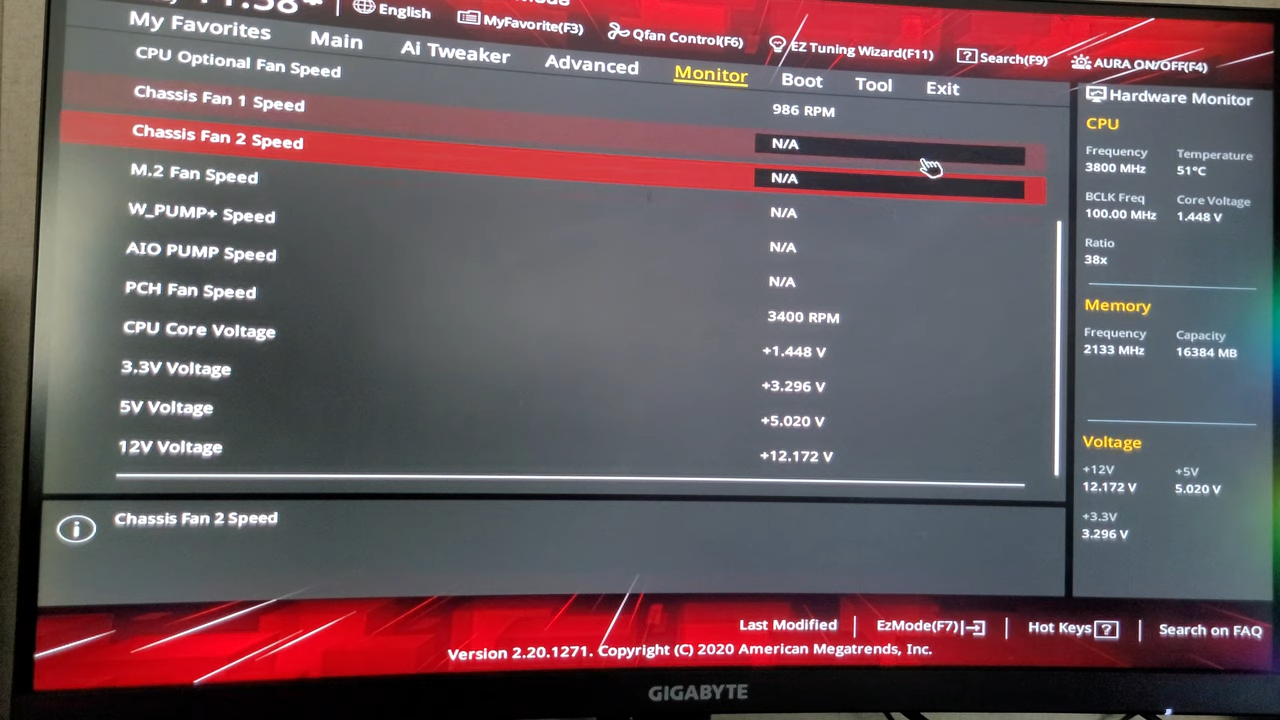 English
MyFavorite(F3)
Qfan Control(F6)
EZ Tuning Wizard(F11)
Search(F9)
AURA ON/OFF(F4)
My Favorites
Main
Ai Tweaker
Advanced
Monitor
Boot
Tool
Exit
CPU Optional Fan Speed
Chassis Fan 1 Speed
986 RPM
Chassis Fan 2 Speed
N/A
M.2 Fan Speed
N/A
W_PUMP+ Speed
N/A
AIO PUMP Speed
N/A
PCH Fan Speed
N/A
CPU Core Voltage
3400 RPM
3.3V Voltage
+1.448 V
5V Voltage
+3.296 V
12V Voltage
+5.020 V
+12.172 V
Chassis Fan 2 Speed
Hardware Monitor
CPU
Frequency
Temperature
3800 MHz
51°C
BCLK Freq
Core Voltage
100.00 MHz
1.448 V
Ratio
38x
Memory
Frequency
Capacity
2133 MHz
16384 MB
Voltage
+12V
+5V
12.172 V
5.020 V
+3.3V
3.296 V
Last Modified
EzMode(F7)
Hot Keys ?
Search on FAQ
Version 2.20.1271. Copyright (C) 2020 American Megatrends, Inc.
GIGABYTE